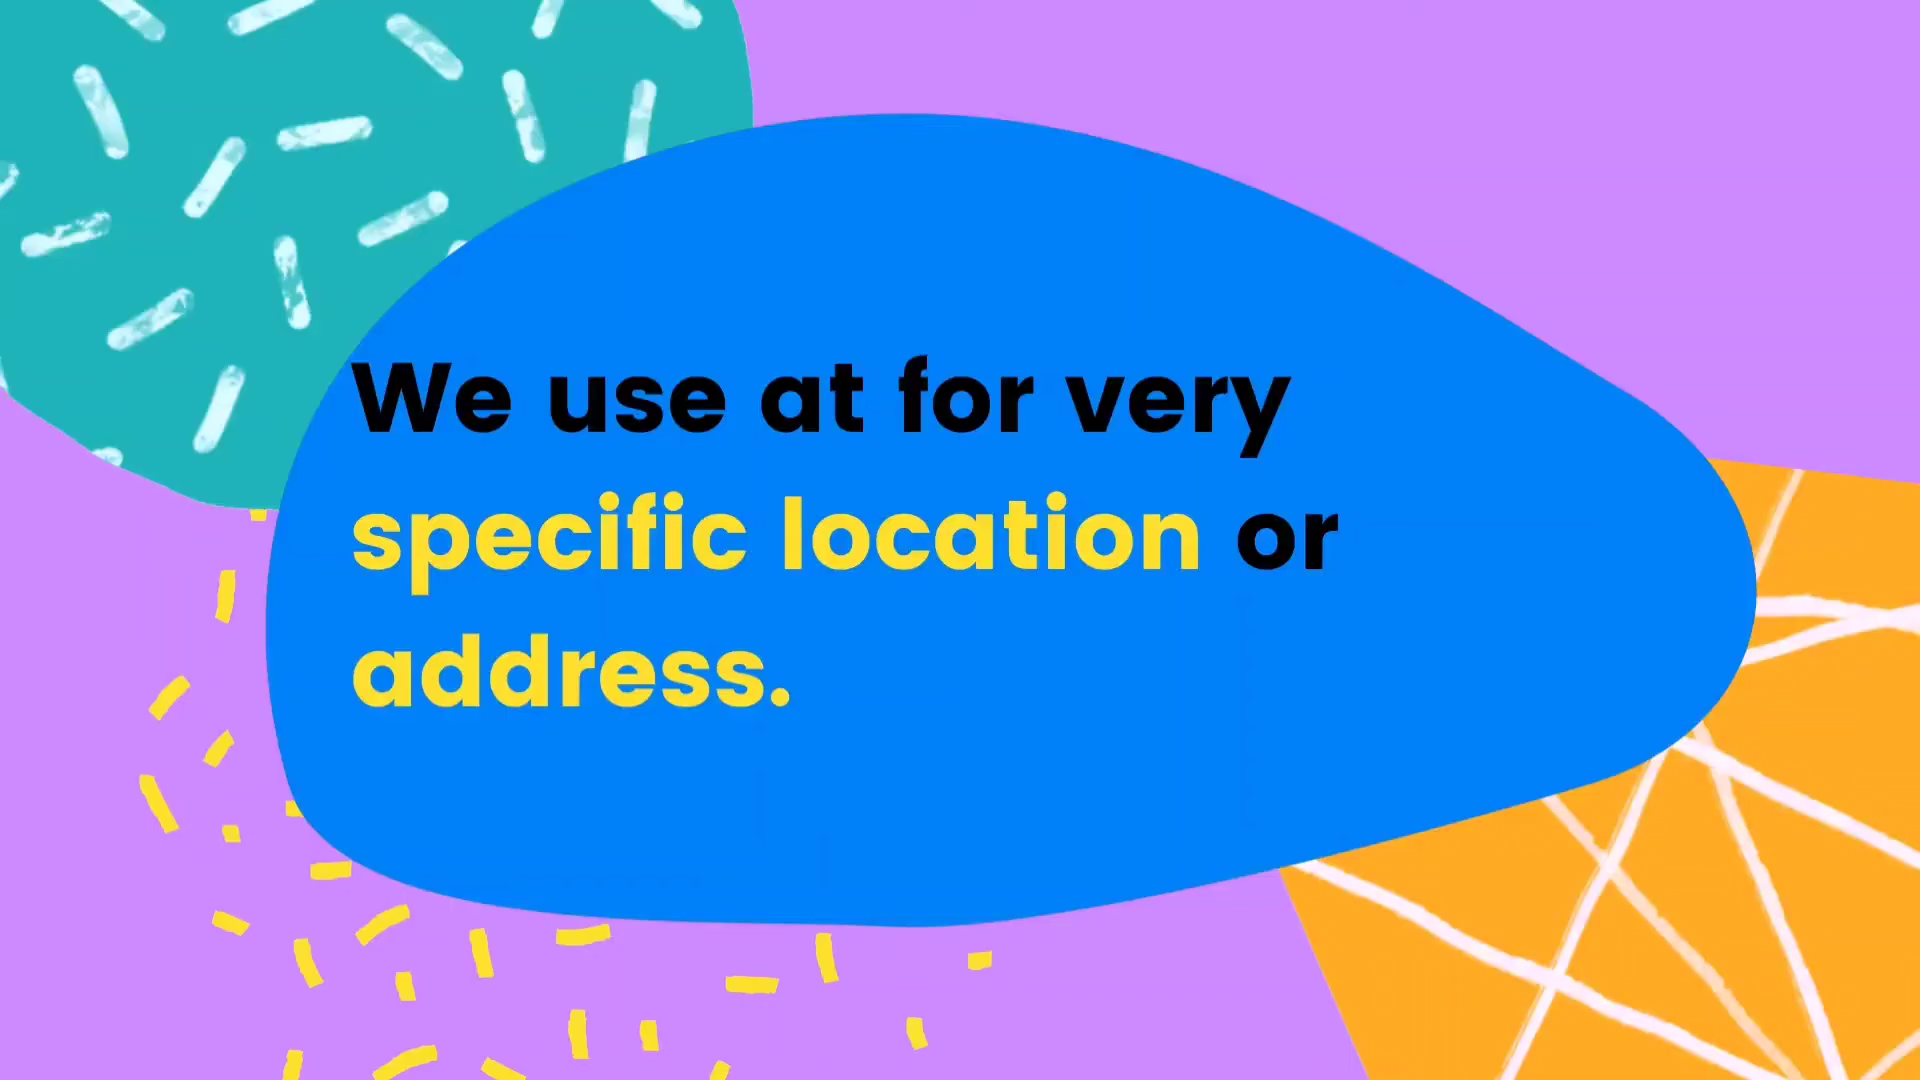 We use at for very
specific location or
address.